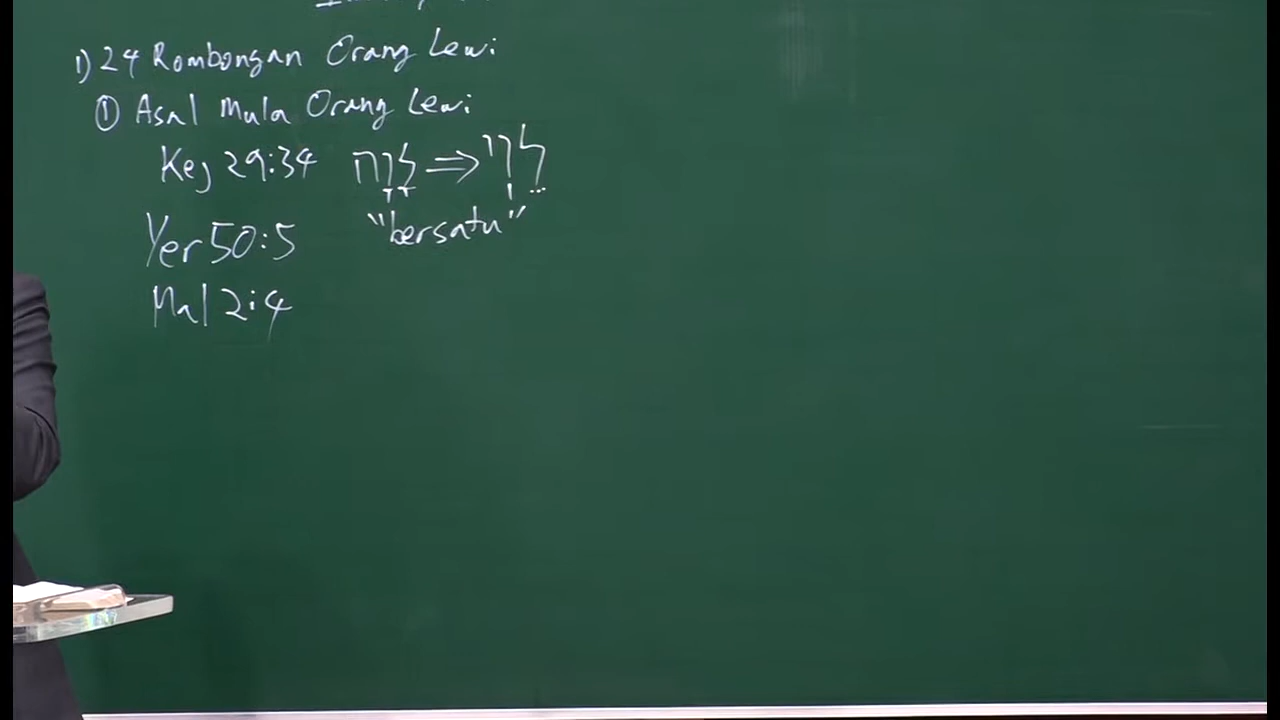 1) 24 Rombongan Orang Lewi
① Asal Mula Orang Lewi
Kej 29:34 לָוָה ⇒ לֵוִי
Yer 50:5 "bersatu"
Mal 2:4